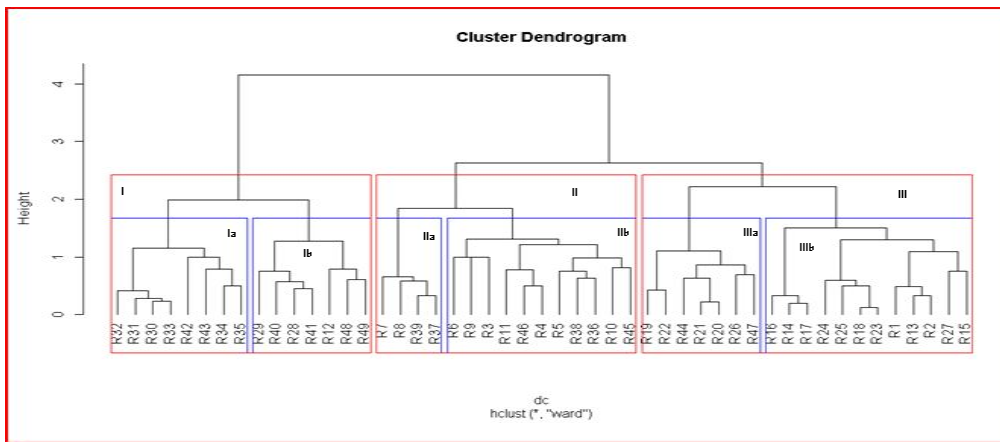 Cluster Dendrogram
4
3
2
1
0
Height
I
II
III
Ia
Ib
IIa
IIb
IIIa
IIIb
R32 R31 R30 R33 R42 R43 R34 R35 R29 R40 R28 R41 R12 R48 R49 R7 R8 R39 R37 R6 R9 R3 R11 R46 R4 R5 R38 R36 R10 R45 R19 R22 R44 R21 R20 R26 R47 R16 R14 R17 R24 R25 R18 R23 R1 R13 R2 R27 R15
dc
hclust (*, "ward")